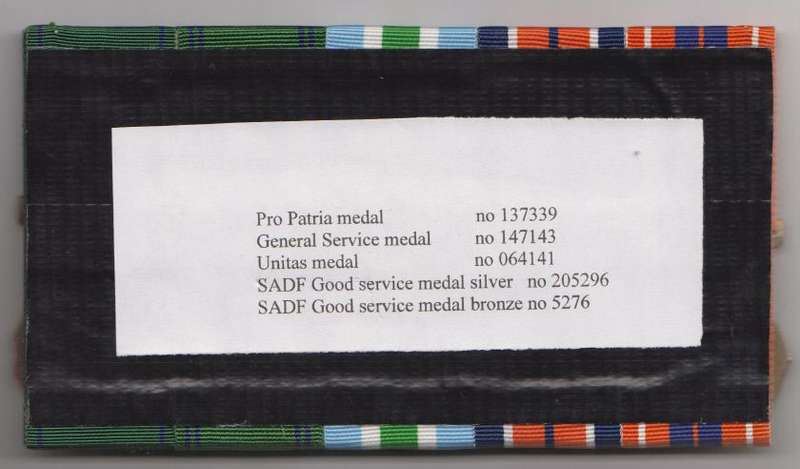 Pro Patria medal no 137339
General Service medal no 147143
Unitas medal no 064141
SADF Good service medal silver no 205296
SADF Good service medal bronze no 5276